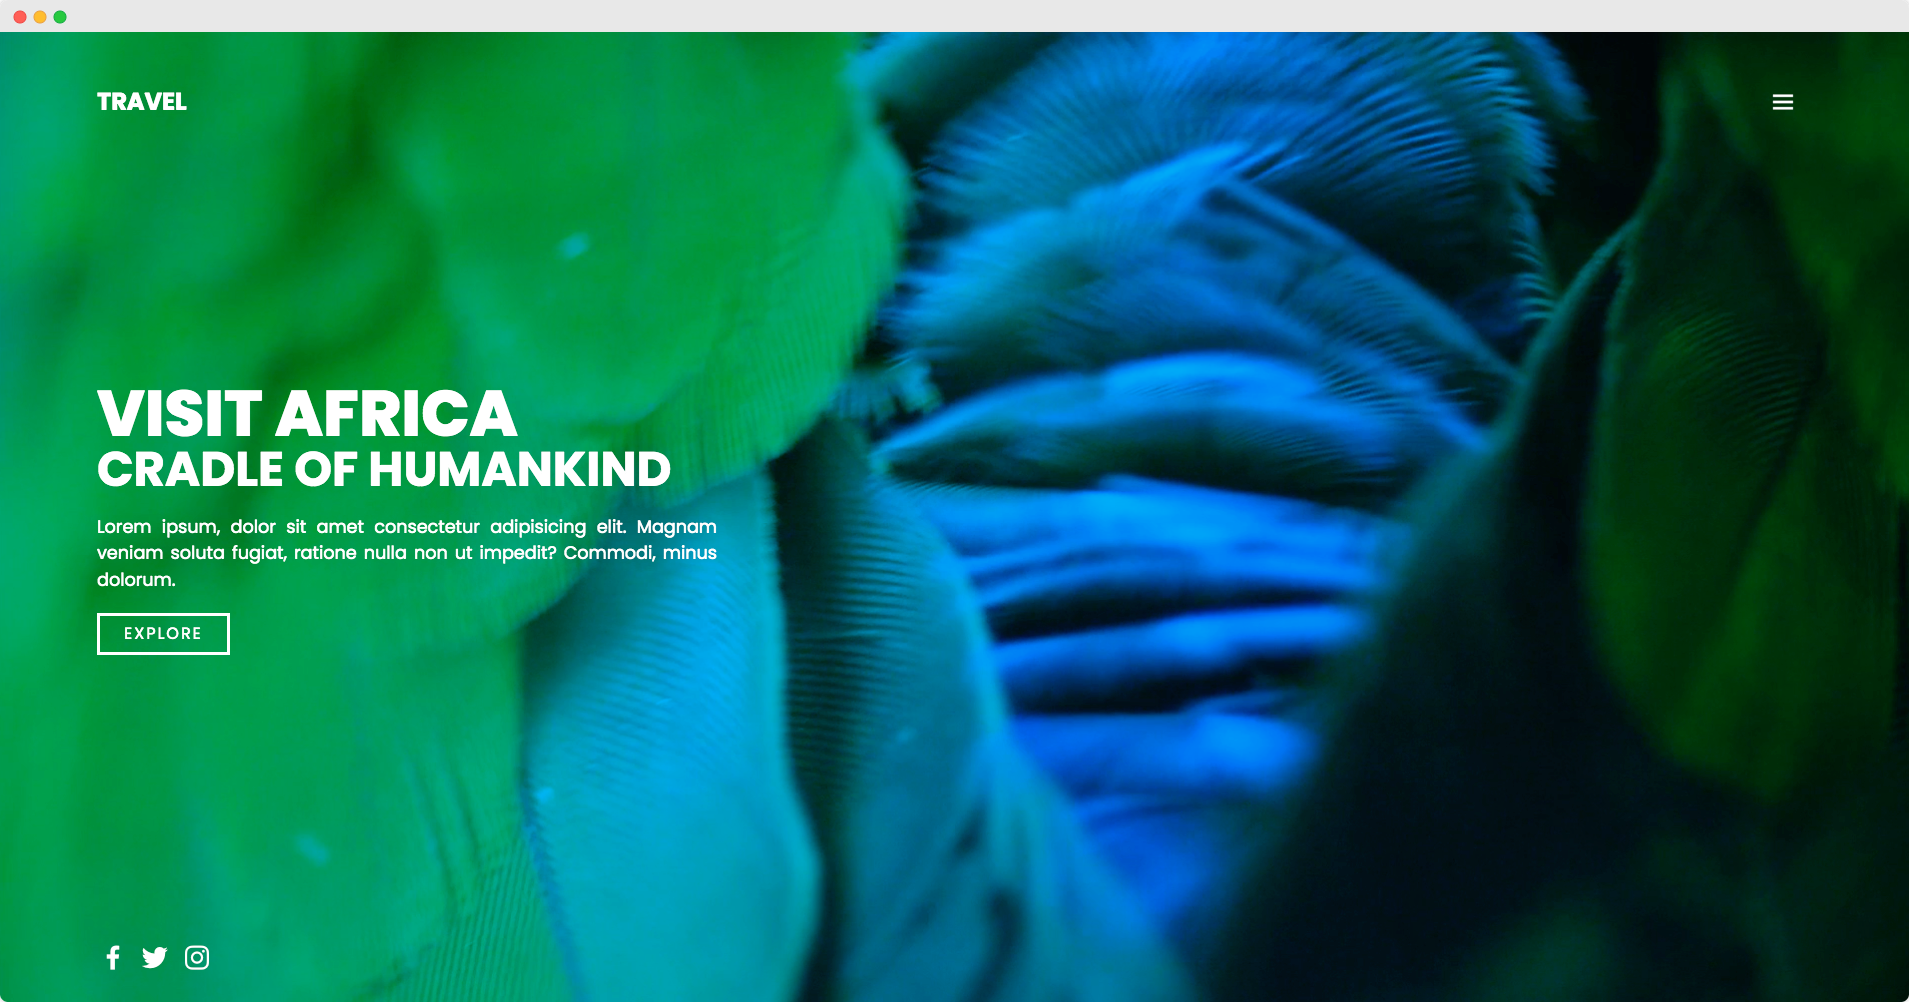 TRAVEL
VISIT AFRICA
CRADLE OF HUMANKIND
Lorem ipsum, dolor sit amet consectetur adipisicing elit. Magnam
veniam soluta fugiat, ratione nulla non ut impedit? Commodi, minus
dolorum.
EXPLORE